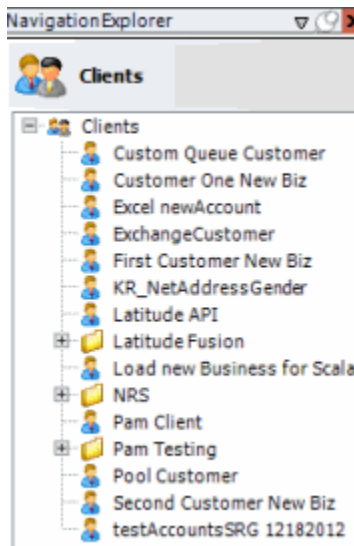 NavigationExplorer
Clients
Clients
Custom Queue Customer
Customer One New Biz
Excel newAccount
ExchangeCustomer
First Customer New Biz
KR_NetAddressGender
Latitude API
Latitude Fusion
Load new Business for Scala
NRS
Pam Client
Pam Testing
Pool Customer
Second Customer New Biz
testAccountsSRG 12182012